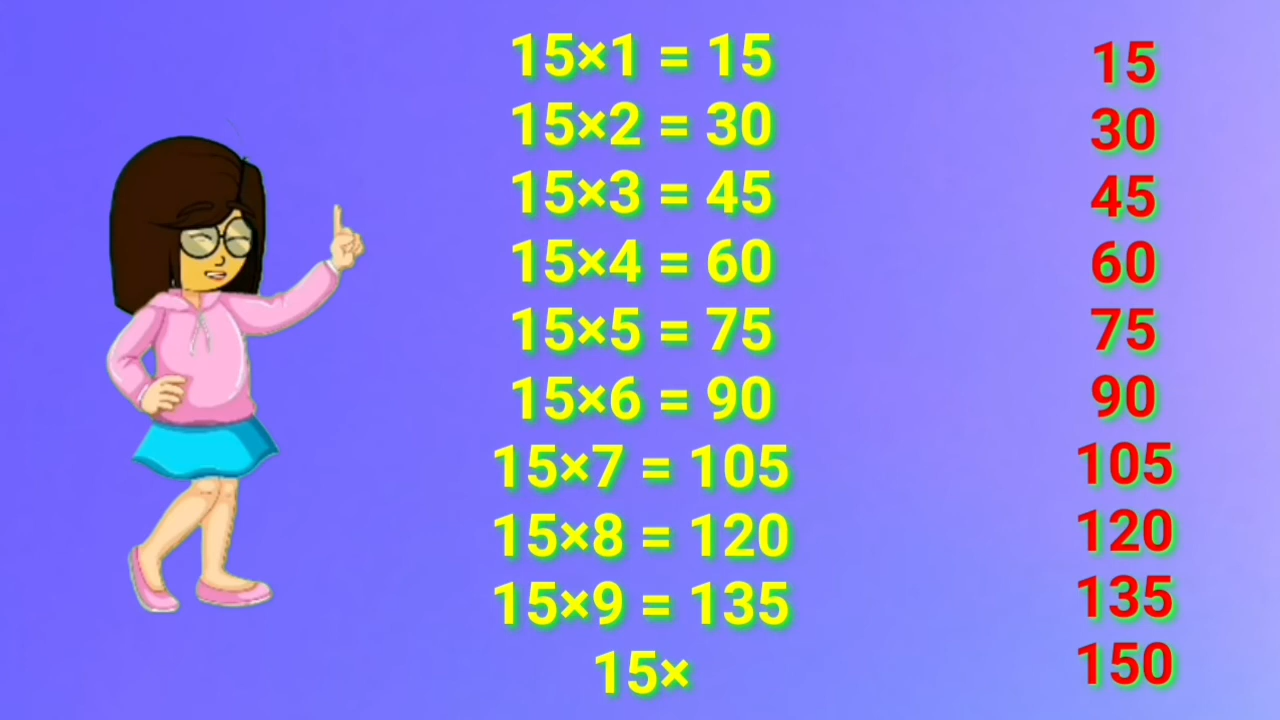 15×1 = 15
15×2 = 30
15×3 = 45
15×4 = 60
15×5 = 75
15×6 = 90
15×7 = 105
15×8 = 120
15×9 = 135
15×
15
30
45
60
75
90
105
120
135
150